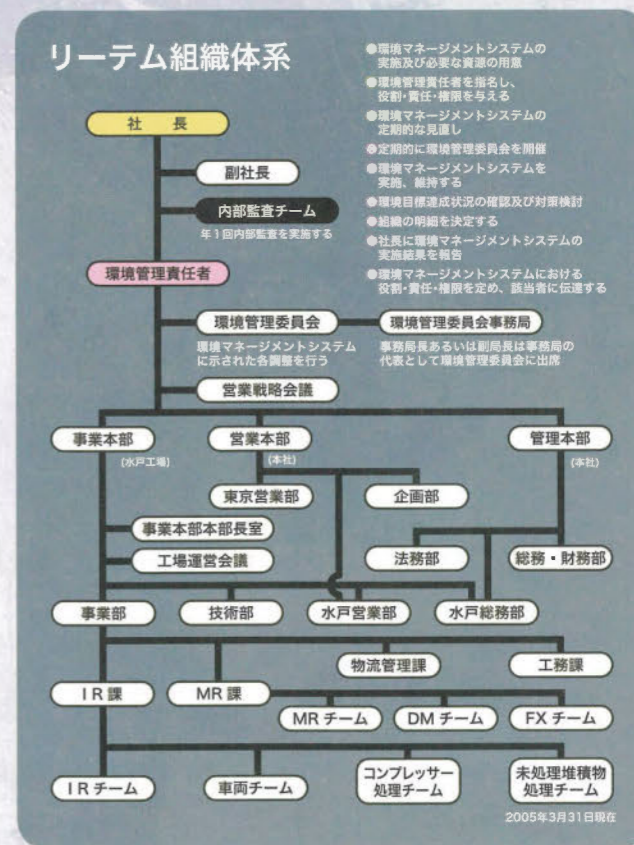 リーテム組織体系
●環境マネージメントシステムの
実施及び必要な資源の用意
●環境管理責任者を指名し、
役割・責任・権限を与える
●環境マネージメントシステムの
定期的な見直し
●定期的に環境管理委員会を開催
●環境マネージメントシステムを
実施、維持する
●環境目標達成状況の確認及び対策検討
●組織の明細を決定する
●社長に環境マネージメントシステムの
実施結果を報告
●環境マネージメントシステムにおける
役割・責任・権限を定め、該当者に伝達する
社 長
副社長
内部監査チーム
年1回内部監査を実施する
環境管理責任者
環境管理委員会
環境管理委員会事務局
環境マネージメントシステム
に示された各調整を行う
事務局長あるいは副局長は事務局の
代表として環境管理委員会に出席
営業戦略会議
事業本部
(水戸工場)
営業本部
(本社)
管理本部
(本社)
東京営業部
企画部
事業本部本部長室
工場運営会議
法務部
総務・財務部
事業部
技術部
水戸営業部
水戸総務部
物流管理課
工務課
IR課
MR課
MRチーム
DMチーム
FXチーム
IRチーム
車両チーム
コンプレッサー
処理チーム
未処理堆積物
処理チーム
2005年3月31日現在